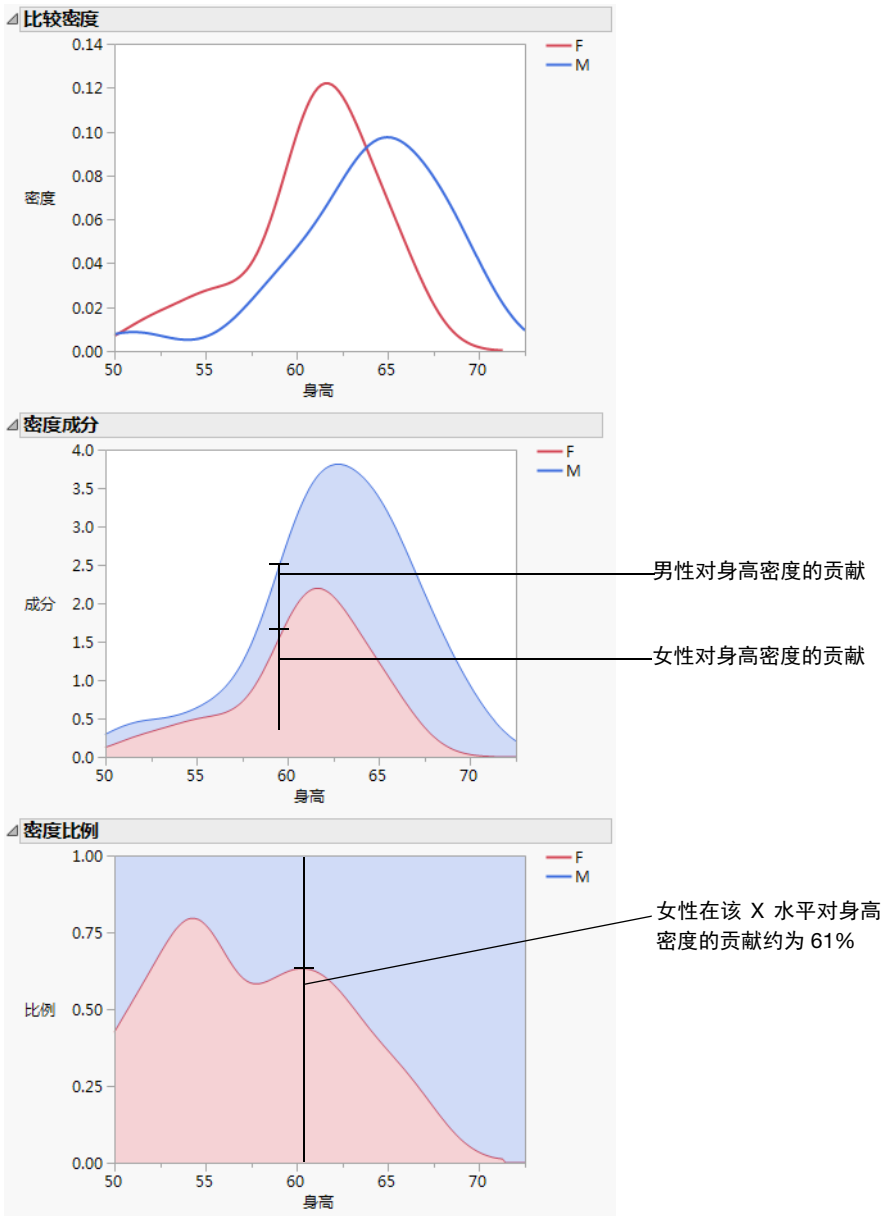 比较密度
0.14
0.12
0.10
0.08
0.06
0.04
0.02
0.00
密度
50
55
60
65
70
身高
F
M
密度成分
4.0
3.5
3.0
2.5
2.0
1.5
1.0
0.5
0.0
成分
50
55
60
65
70
身高
F
M
男性对身高密度的贡献
女性对身高密度的贡献
密度比例
1.00
0.75
0.50
0.25
0.00
比例
50
55
60
65
70
身高
F
M
女性在该 X 水平对身高
密度的贡献约为 61%